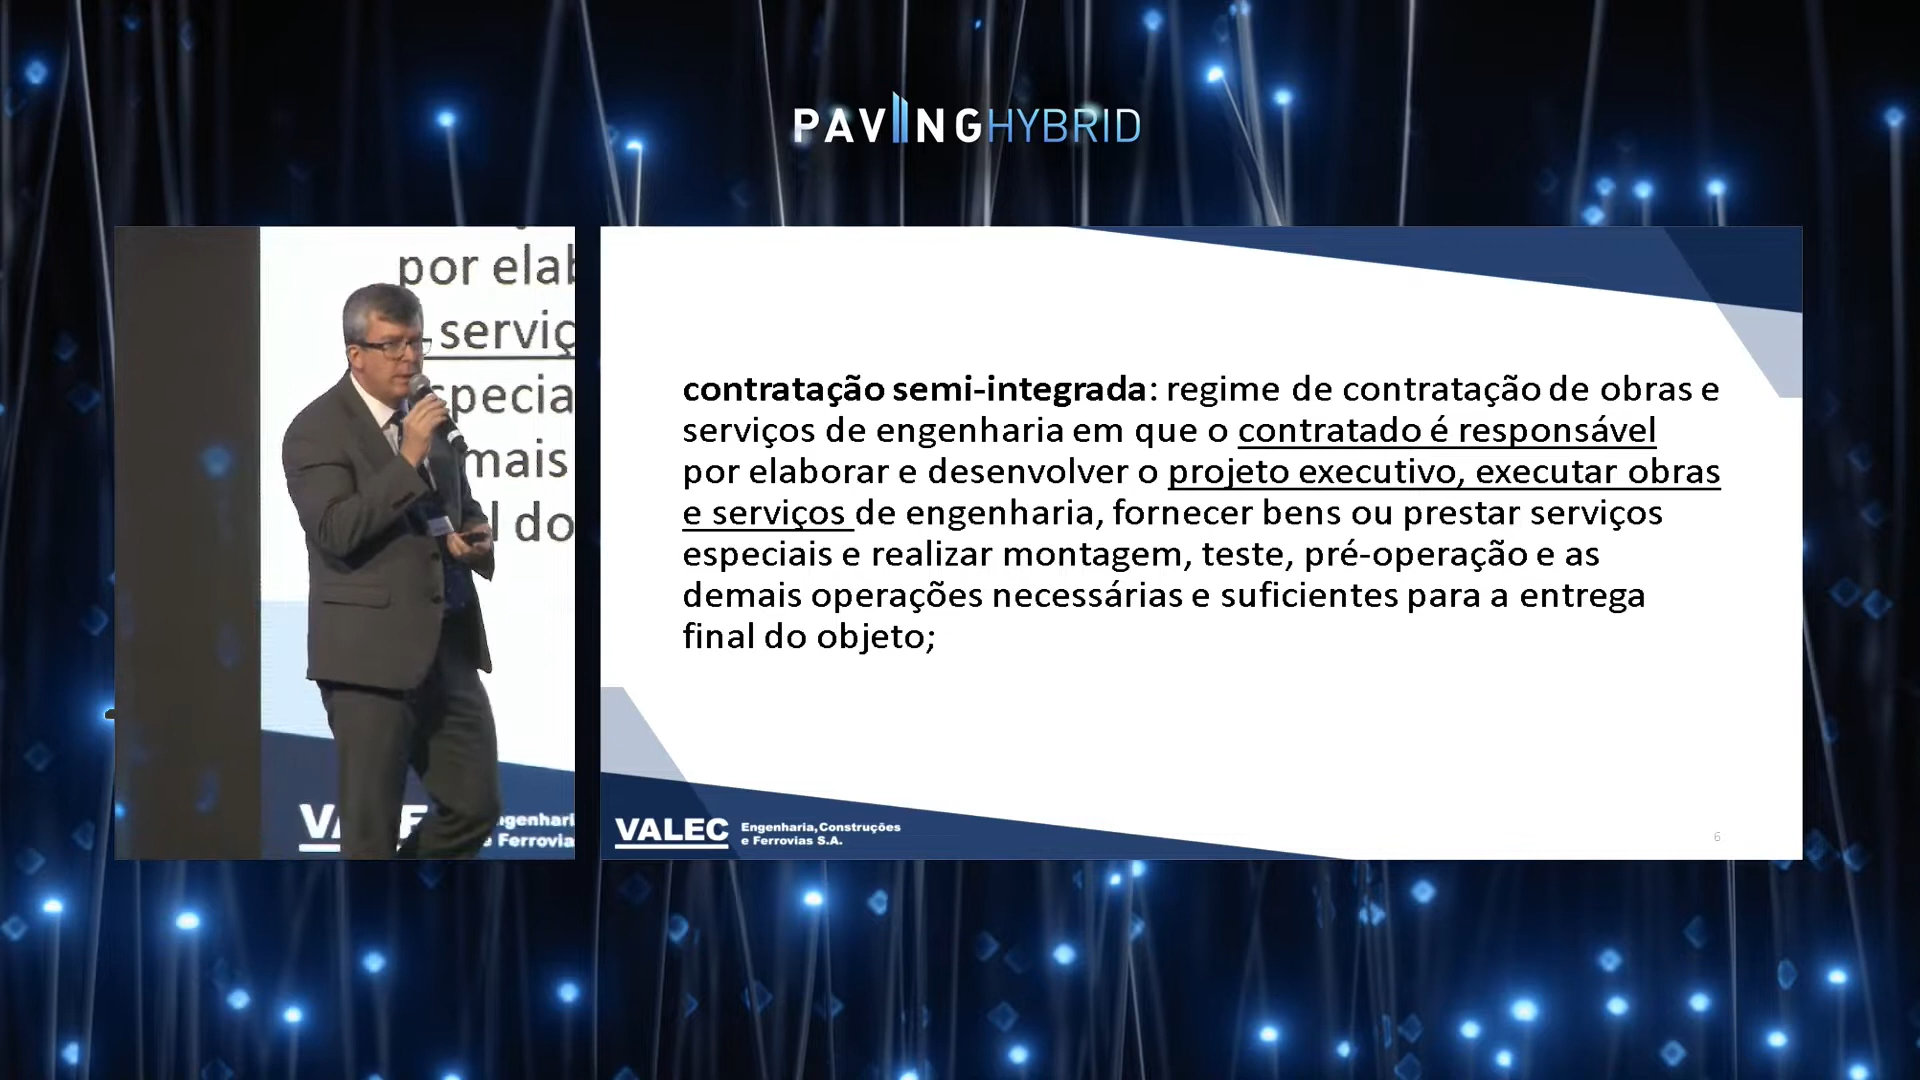 PAVINGHYBRID
por elab
serviç
specia
mais
l do
VALEC
ngenhari
e Ferrovia
contratação semi-integrada: regime de contratação de obras e
serviços de engenharia em que o contratado é responsável
por elaborar e desenvolver o projeto executivo, executar obras
e serviços de engenharia, fornecer bens ou prestar serviços
especiais e realizar montagem, teste, pré-operação e as
demais operações necessárias e suficientes para a entrega
final do objeto;
VALEC Engenharia, Construções
e Ferrovias S.A.
6